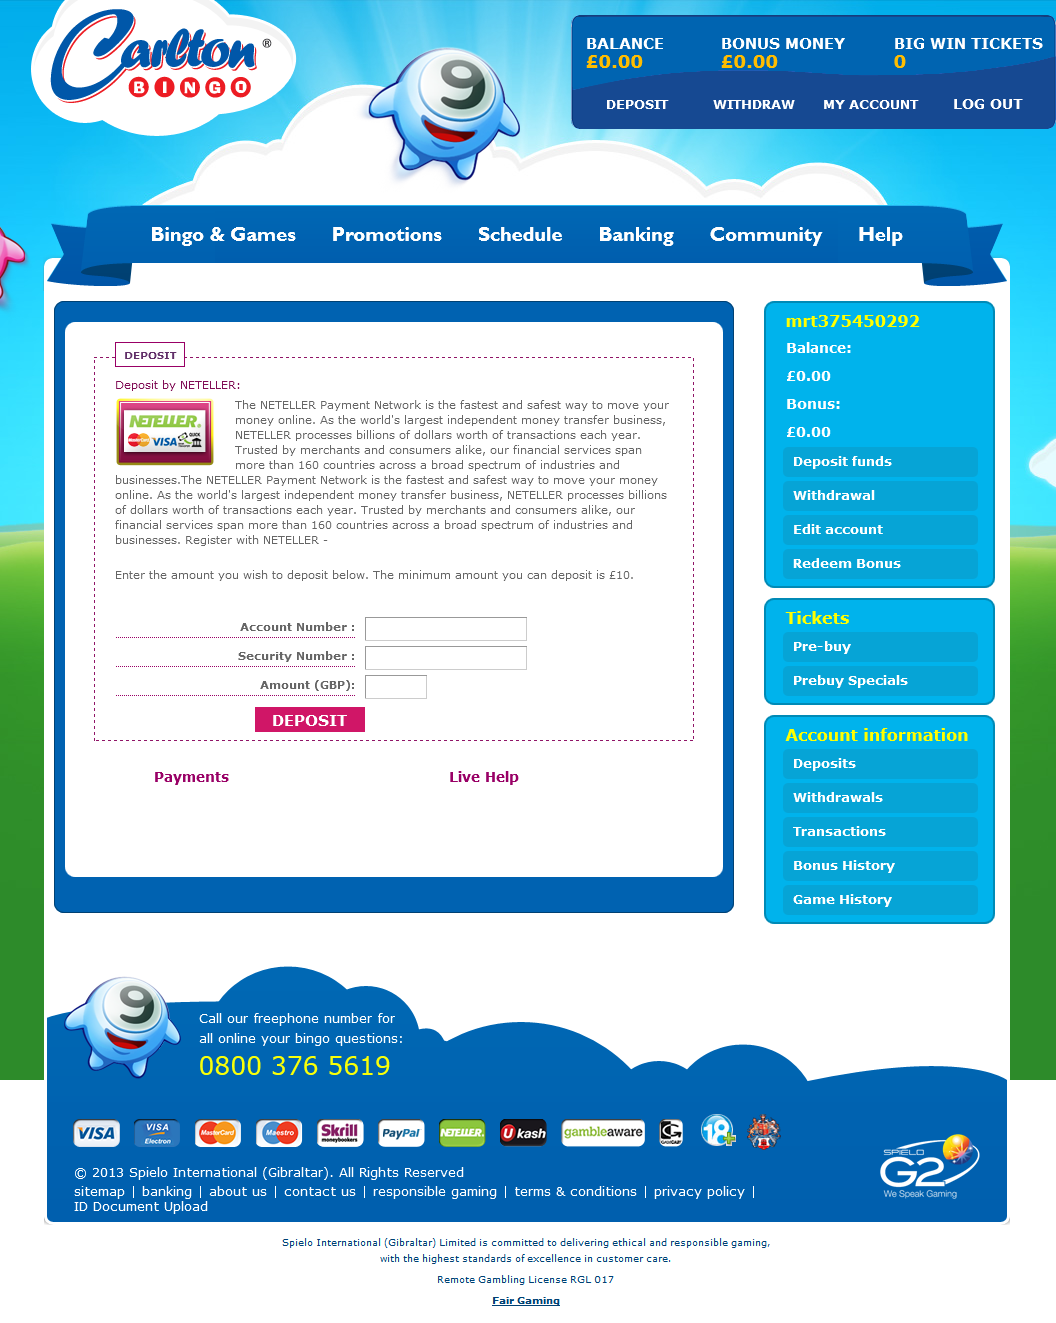 Carlton ®
BINGO
9
BALANCE BONUS MONEY BIG WIN TICKETS
£0.00 £0.00 0
DEPOSIT WITHDRAW MY ACCOUNT LOG OUT
Bingo & Games Promotions Schedule Banking Community Help
DEPOSIT
Deposit by NETELLER:
NETELLER
MasterCard VISA
The NETELLER Payment Network is the fastest and safest way to move your
money online. As the world's largest independent money transfer business,
NETELLER processes billions of dollars worth of transactions each year.
Trusted by merchants and consumers alike, our financial services span
more than 160 countries across a broad spectrum of industries and
businesses.The NETELLER Payment Network is the fastest and safest way to move your money
online. As the world's largest independent money transfer business, NETELLER processes billions
of dollars worth of transactions each year. Trusted by merchants and consumers alike, our
financial services span more than 160 countries across a broad spectrum of industries and
businesses. Register with NETELLER -
Enter the amount you wish to deposit below. The minimum amount you can deposit is £10.
Account Number :
Security Number :
Amount (GBP):
DEPOSIT
Payments Live Help
mrt375450292
Balance:
£0.00
Bonus:
£0.00
Deposit funds
Withdrawal
Edit account
Redeem Bonus
Tickets
Pre-buy
Prebuy Specials
Account information
Deposits
Withdrawals
Transactions
Bonus History
Game History
9
Call our freephone number for
all online your bingo questions:
0800 376 5619
VISA VISA Electron MasterCard Maestro Skrill moneybookers PayPal NETELLER Ukash gambleaware GAMCARE 18+
SPIELO
G2
We Speak Gaming
© 2013 Spielo International (Gibraltar). All Rights Reserved
sitemap | banking | about us | contact us | responsible gaming | terms & conditions | privacy policy |
ID Document Upload
Spielo International (Gibraltar) Limited is committed to delivering ethical and responsible gaming,
with the highest standards of excellence in customer care.
Remote Gambling License RGL 017
Fair Gaming